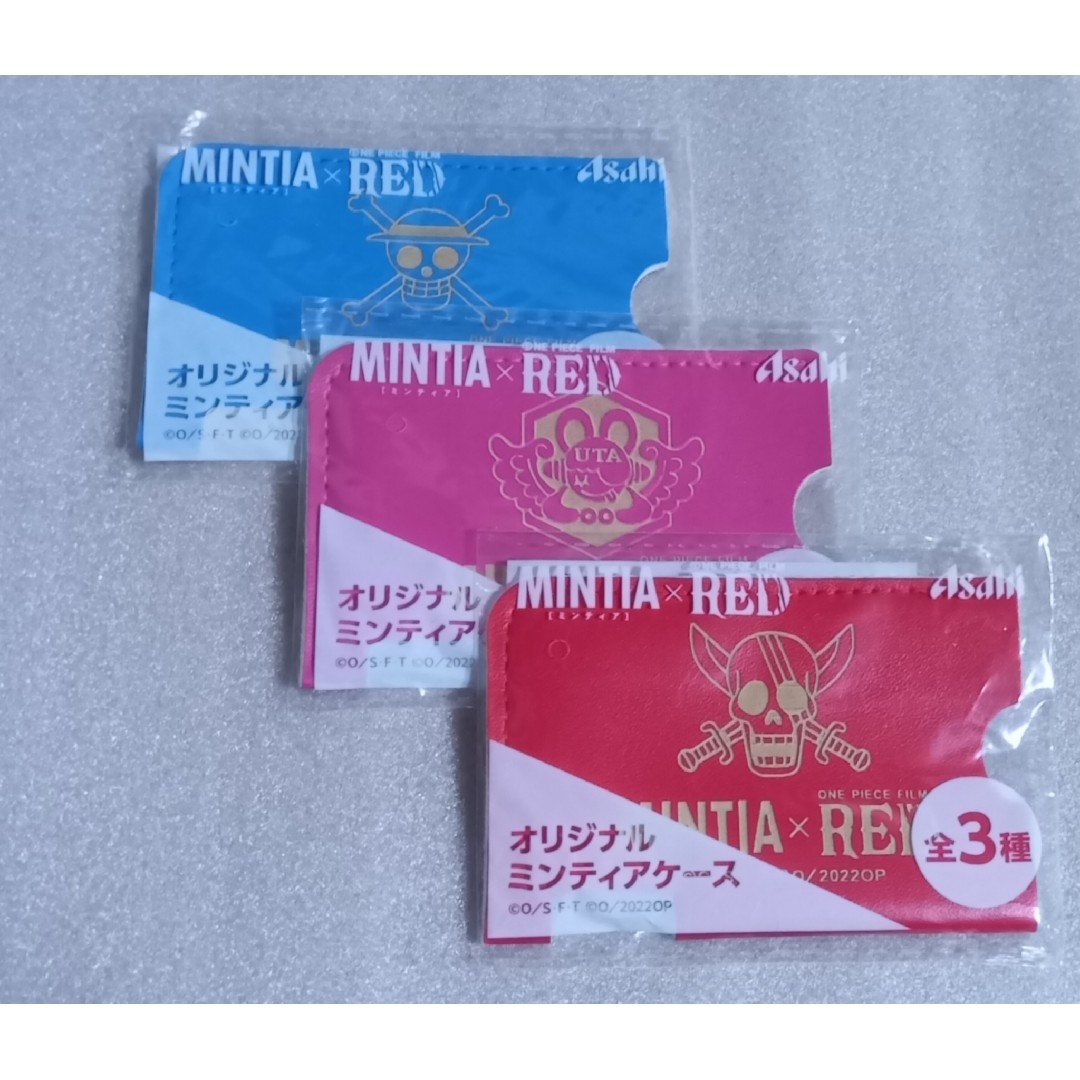 ONE PIECE FILM
MINTIA × RED Asahi
[ミンティア]
オリジナル
ミンティア
©O/S・F・T ©O/2022
ONE PIECE FILM
MINTIA × RED Asahi
[ミンティア]
UTA
オリジナル
ミンティア
©O/S・F・T ©O/2022
ONE PIECE FILM
MINTIA × RED Asahi
[ミンティア]
ONE PIECE FILM
MINTIA × RED
全3種
オリジナル
ミンティアケース
O/2022OP
©O/S・F・T ©O/2022OP